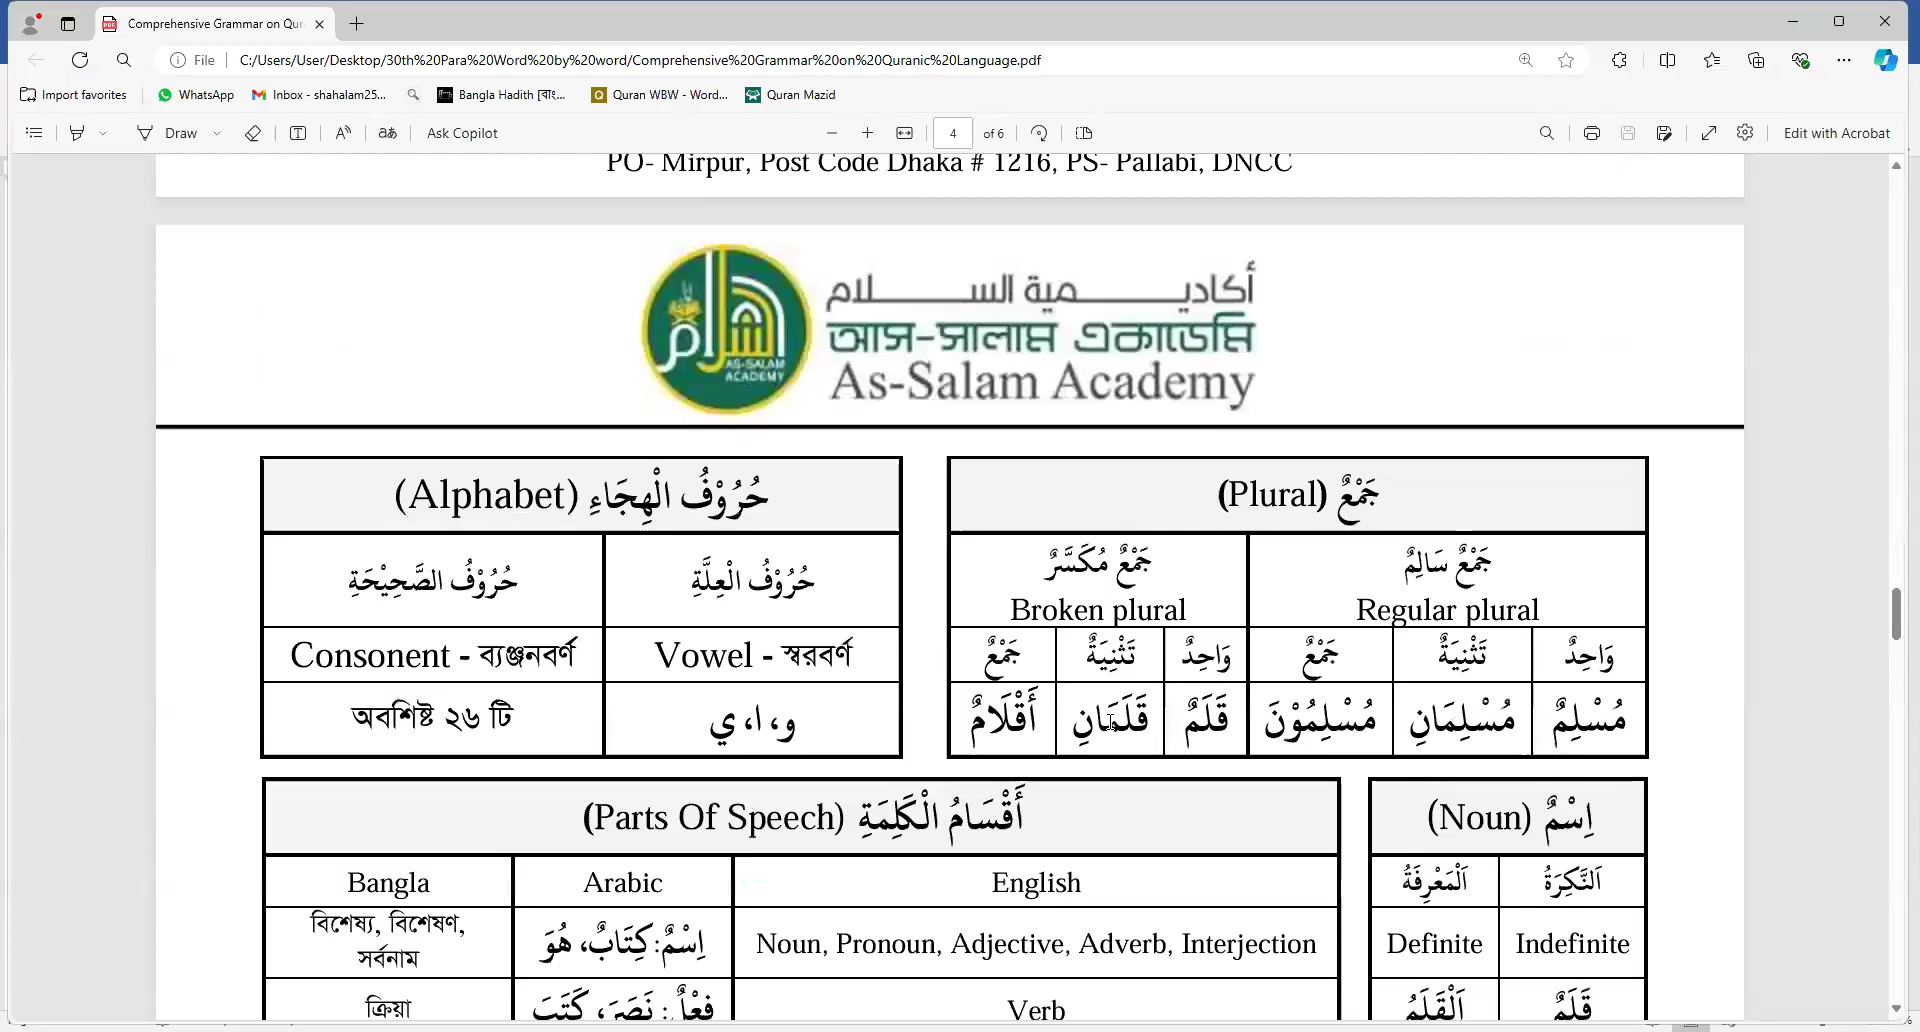 Comprehensive Grammar on Qur
File
C:/Users/User/Desktop/30th%20Para%20Word%20by%20word/Comprehensive%20Grammar%20on%20Quranic%20Language.pdf
Import favorites
WhatsApp
Inbox - shahalam25...
Bangla Hadith [বাং...
Quran WBW - Word...
Quran Mazid
Draw
Ask Copilot
4 of 6
Edit with Acrobat
PO- Mirpur, Post Code Dhaka # 1216, PS- Pallabi, DNCC
AS-SALAM
ACADEMY
أكاديـــــمية الســـــلام
আস-সালাম একাডেমি
As-Salam Academy
حُرُوْفُ الْهِجَاءِ (Alphabet)
حُرُوْفُ الصَّحِيْحَةِ
حُرُوْفُ الْعِلَّةِ
Consonent - ব্যঞ্জনবর্ণ
Vowel - স্বরবর্ণ
অবশিষ্ট ২৬ টি
و، ا، ي
جَمْعٌ (Plural)
جَمْعٌ مُكَسَّرٌ
Broken plural
جَمْعٌ سَالِمٌ
Regular plural
جَمْعٌ
تَثْنِيَةٌ
وَاحِدٌ
جَمْعٌ
تَثْنِيَةٌ
وَاحِدٌ
أَقْلَامٌ
قَلَمَانِ
قَلَمٌ
مُسْلِمُوْنَ
مُسْلِمَانِ
مُسْلِمٌ
أَقْسَامُ الْكَلِمَةِ (Parts Of Speech)
Bangla
Arabic
English
বিশেষ্য, বিশেষণ,
সর্বনাম
اِسْمٌ: كِتَابٌ، هُوَ
Noun, Pronoun, Adjective, Adverb, Interjection
ক্রিয়া
فِعْلٌ: نَصَرَ، كَتَبَ
Verb
اِسْمٌ (Noun)
اَلْمَعْرِفَةُ
اَلنَّكِرَةُ
Definite
Indefinite
اَلْقَلَمُ
قَلَمٌ